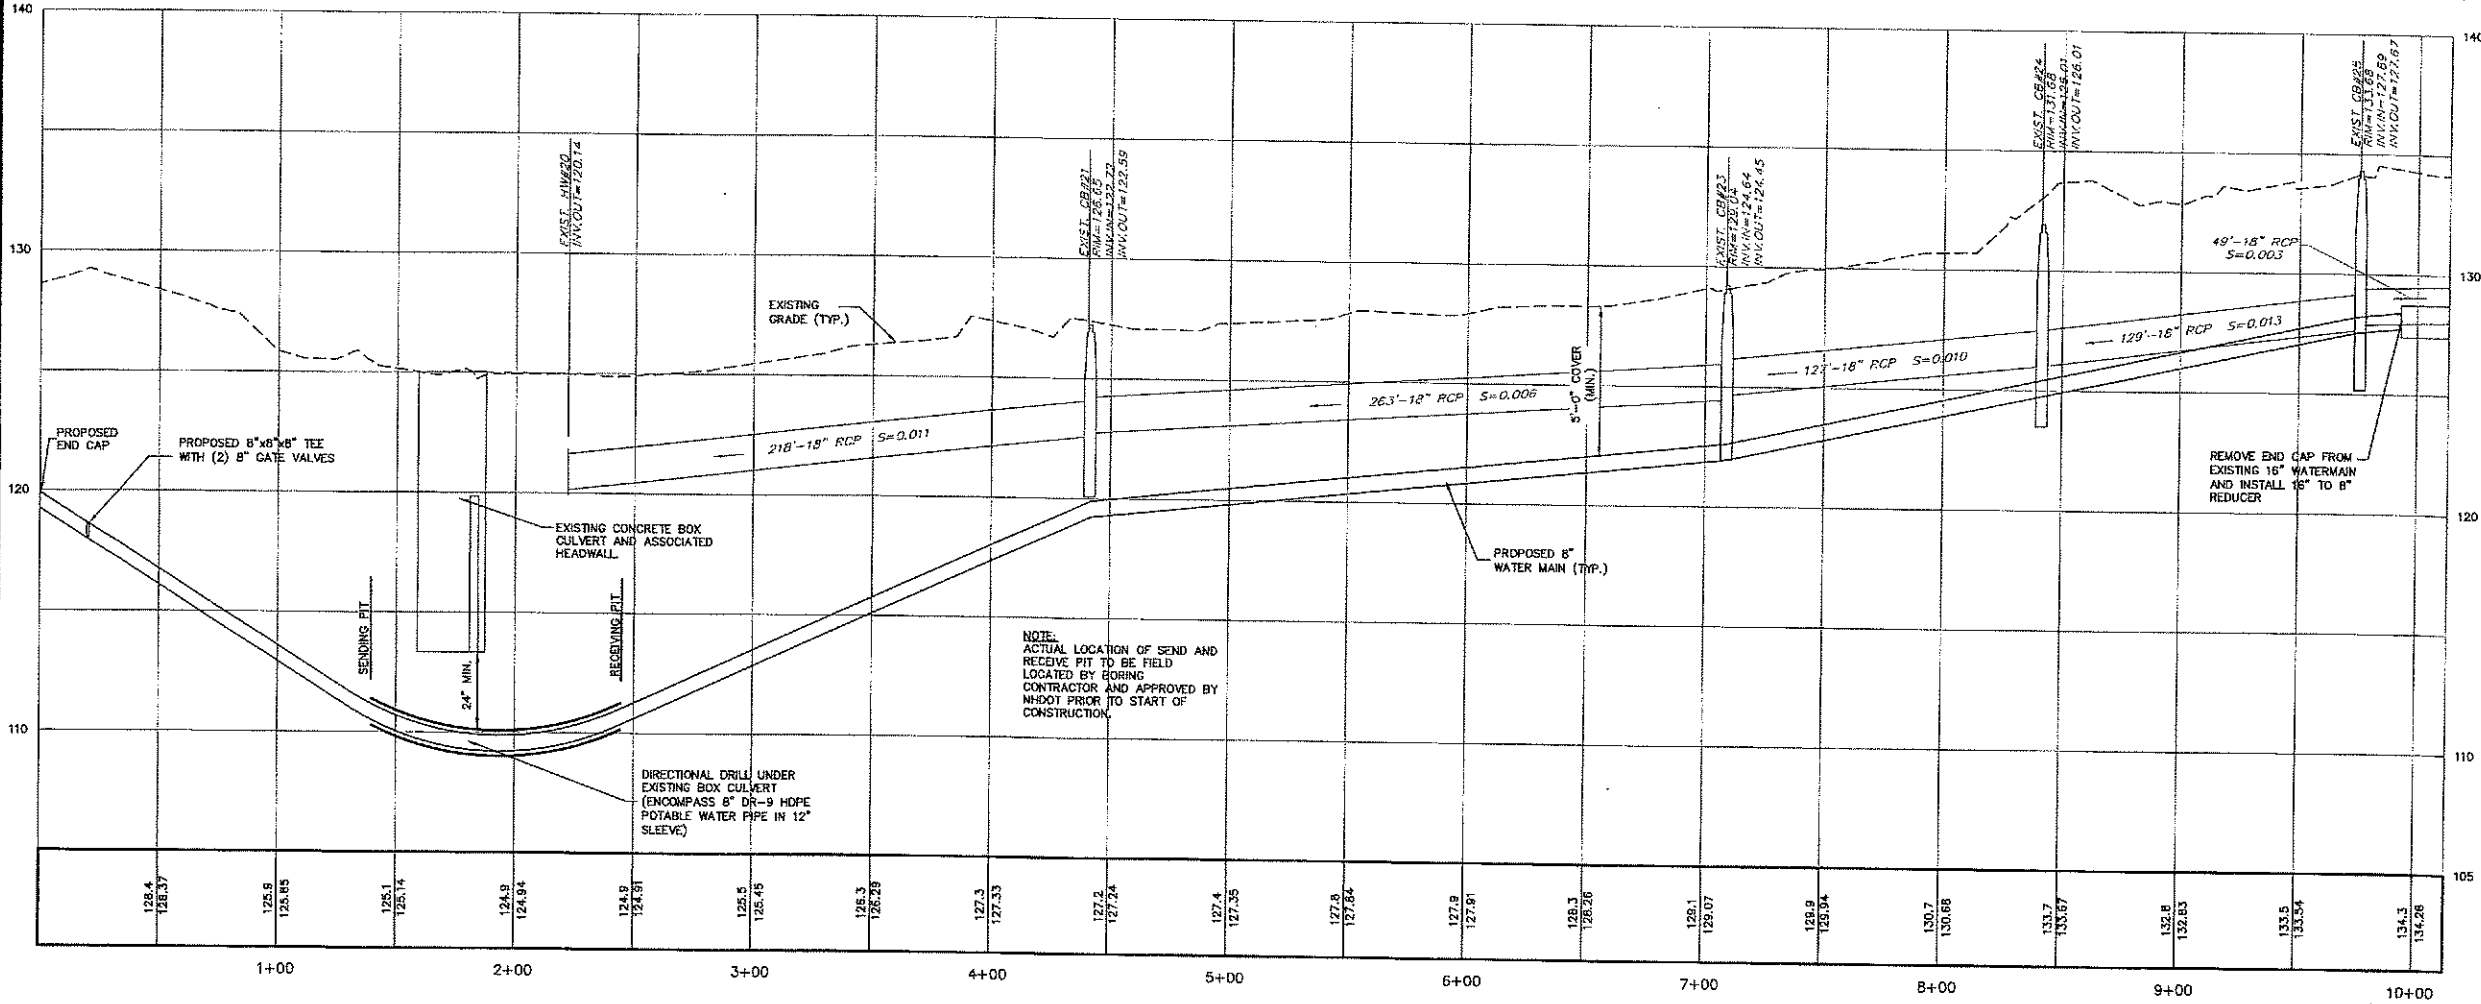 140
140
130
130
120
120
110
110
105
EXIST. HW#20
INV.OUT=120.14
EXIST. CB#21
RIM=126.65
INV.IN=122.73
INV.OUT=122.59
EXIST. CB#23
RIM=129.04
INV.IN=124.64
INV.OUT=124.45
EXIST. CB#24
RIM=131.68
INV.IN=126.01
INV.OUT=126.01
EXIST. CB#25
RIM=133.68
INV.IN=127.69
INV.OUT=127.67
49'-18" RCP
S=0.003
EXISTING
GRADE (TYP.)
129'-18" RCP S=0.013
127'-18" RCP S=0.010
263'-18" RCP S=0.006
218'-18" RCP S=0.011
5'-0" COVER
(MIN.)
PROPOSED
END CAP
PROPOSED 8"x8"x8" TEE
WITH (2) 8" GATE VALVES
REMOVE END CAP FROM
EXISTING 16" WATERMAIN
AND INSTALL 16" TO 8"
REDUCER
EXISTING CONCRETE BOX
CULVERT AND ASSOCIATED
HEADWALL
PROPOSED 8"
WATER MAIN (TYP.)
SENDING PIT
RECEIVING PIT
24" MIN.
NOTE:
ACTUAL LOCATION OF SEND AND
RECEIVE PIT TO BE FIELD
LOCATED BY BORING
CONTRACTOR AND APPROVED BY
NHDOT PRIOR TO START OF
CONSTRUCTION.
DIRECTIONAL DRILL UNDER
EXISTING BOX CULVERT
(ENCOMPASS 8" DR-9 HDPE
POTABLE WATER PIPE IN 12"
SLEEVE)
128.4
128.37
125.9
125.85
125.1
125.14
124.9
124.94
124.9
124.91
125.5
125.45
126.3
126.29
127.3
127.33
127.2
127.24
127.4
127.35
127.8
127.84
127.9
127.91
128.3
128.26
129.1
129.07
129.9
129.94
130.7
130.68
133.7
133.67
132.8
132.83
133.5
133.54
134.3
134.26
1+00
2+00
3+00
4+00
5+00
6+00
7+00
8+00
9+00
10+00